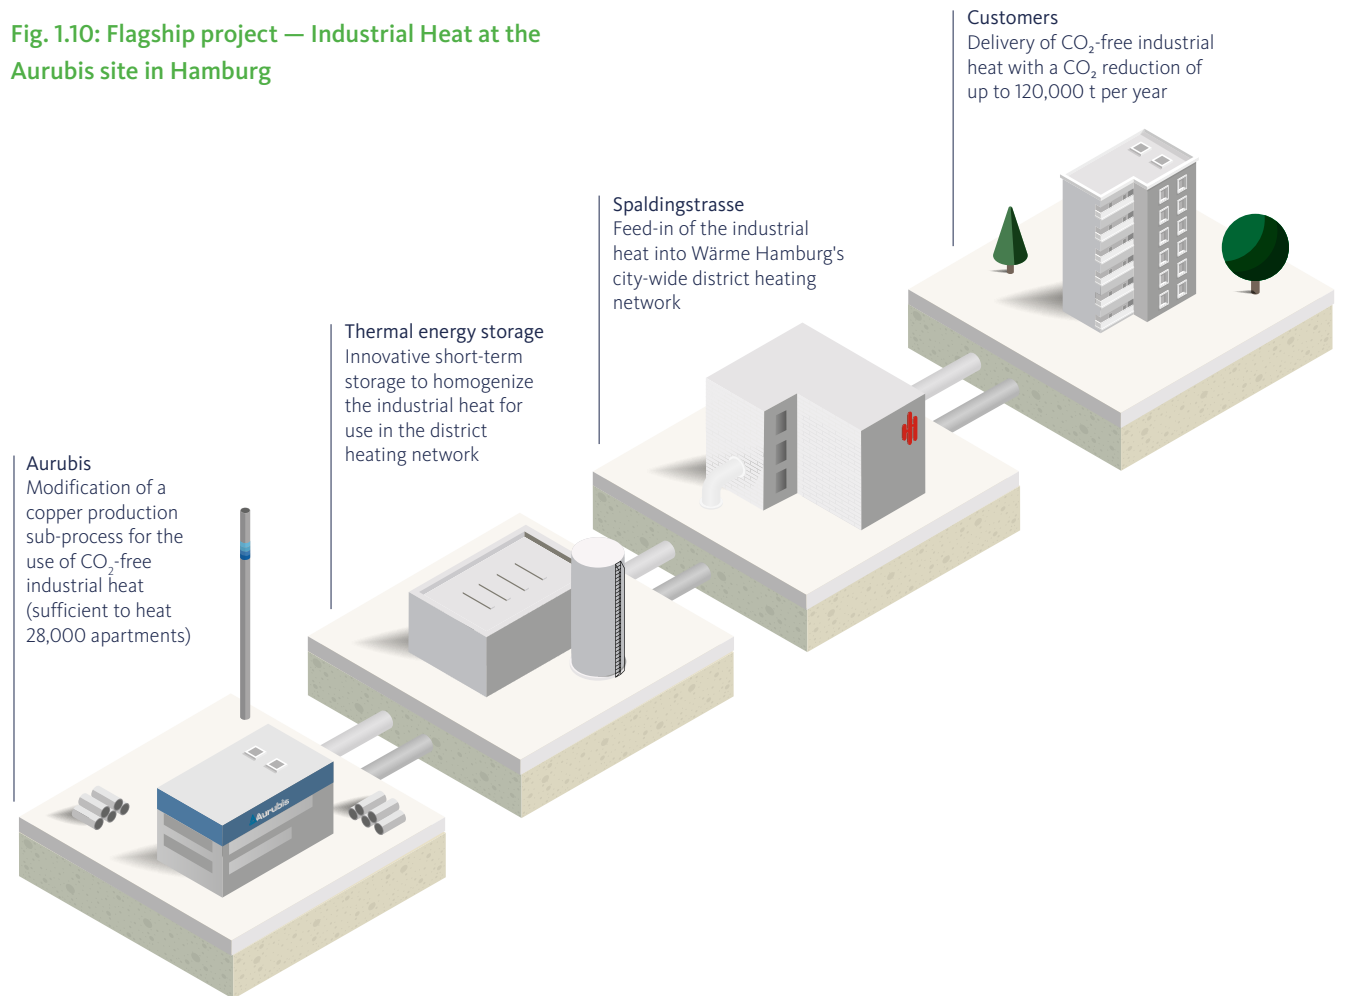 Fig. 1.10: Flagship project — Industrial Heat at the
Aurubis site in Hamburg
Customers
Delivery of CO₂-free industrial
heat with a CO₂ reduction of
up to 120,000 t per year
Spaldingstrasse
Feed-in of the industrial
heat into Wärme Hamburg's
city-wide district heating
network
Thermal energy storage
Innovative short-term
storage to homogenize
the industrial heat for
use in the district
heating network
Aurubis
Modification of a
copper production
sub-process for the
use of CO₂-free
industrial heat
(sufficient to heat
28,000 apartments)
Aurubis